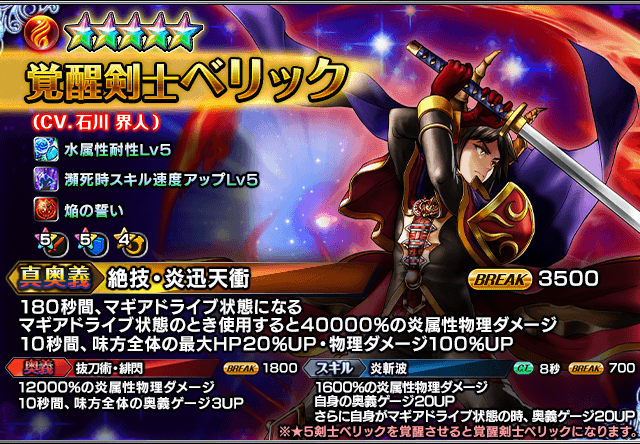 覚醒剣士ベリック
(CV.石川 界人)
水属性耐性Lv5
瀕死時スキル速度アップLv5
焔の誓い
5 5 4
真奥義 絶技・炎迅天衝 BREAK 3500
180秒間、マギアドライブ状態になる
マギアドライブ状態のとき使用すると40000%の炎属性物理ダメージ
10秒間、味方全体の最大HP20%UP・物理ダメージ100%UP
奥義 抜刀術・緋閃 BREAK 1800
12000%の炎属性物理ダメージ
10秒間、味方全体の奥義ゲージ3UP
スキル 炎斬波 C.T. 8秒 BREAK 700
1600%の炎属性物理ダメージ
自身の奥義ゲージ20UP
さらに自身がマギアドライブ状態の時、奥義ゲージ20UP
※★5剣士ベリックを覚醒させると覚醒剣士ベリックになります。